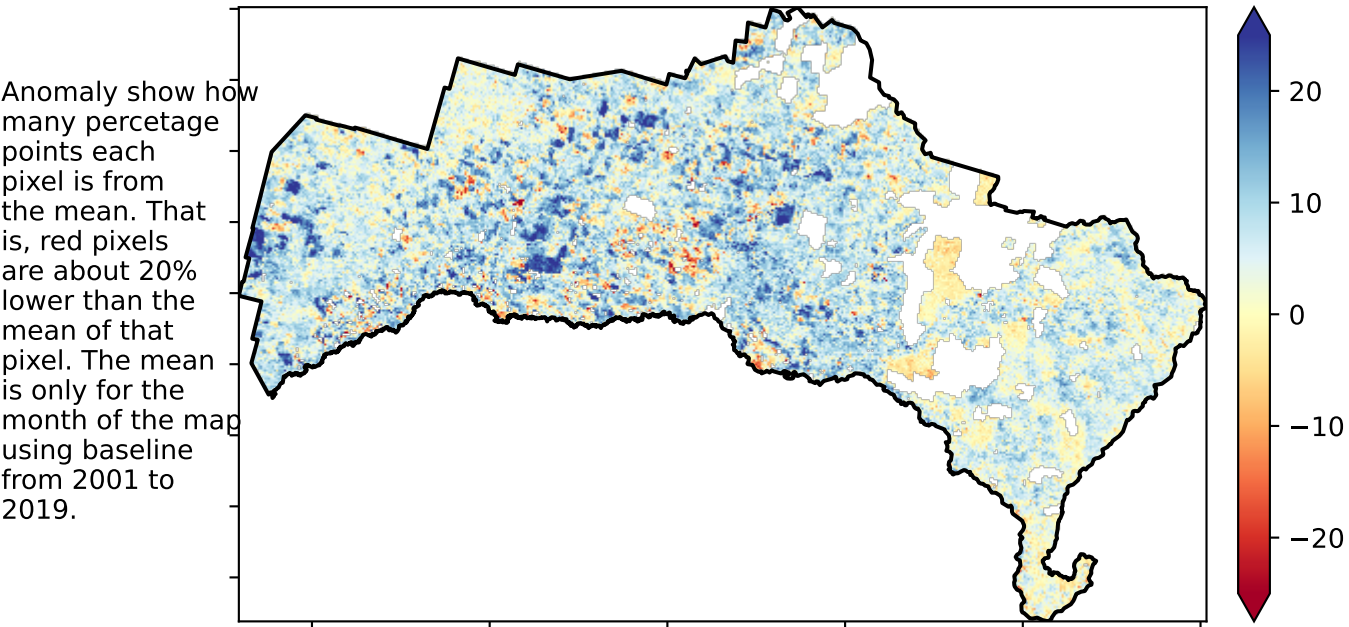 Anomaly show how
many percetage
points each
pixel is from
the mean. That
is, red pixels
are about 20%
lower than the
mean of that
pixel. The mean
is only for the
month of the map
using baseline
from 2001 to
2019.
20
10
0
−10
−20